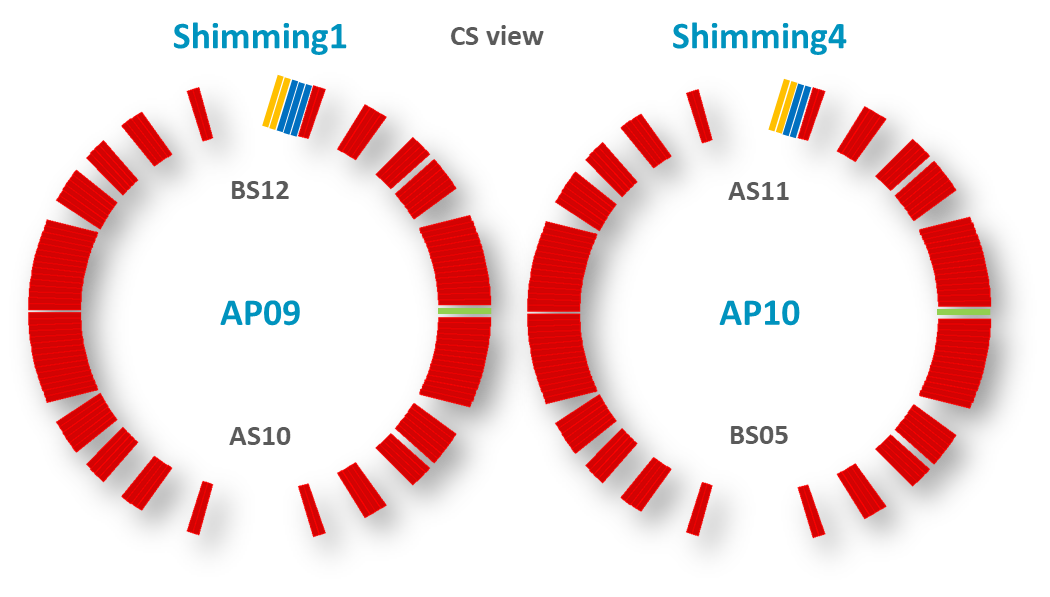 Shimming1
CS view
Shimming4
BS12
AS11
AP09
AP10
AS10
BS05